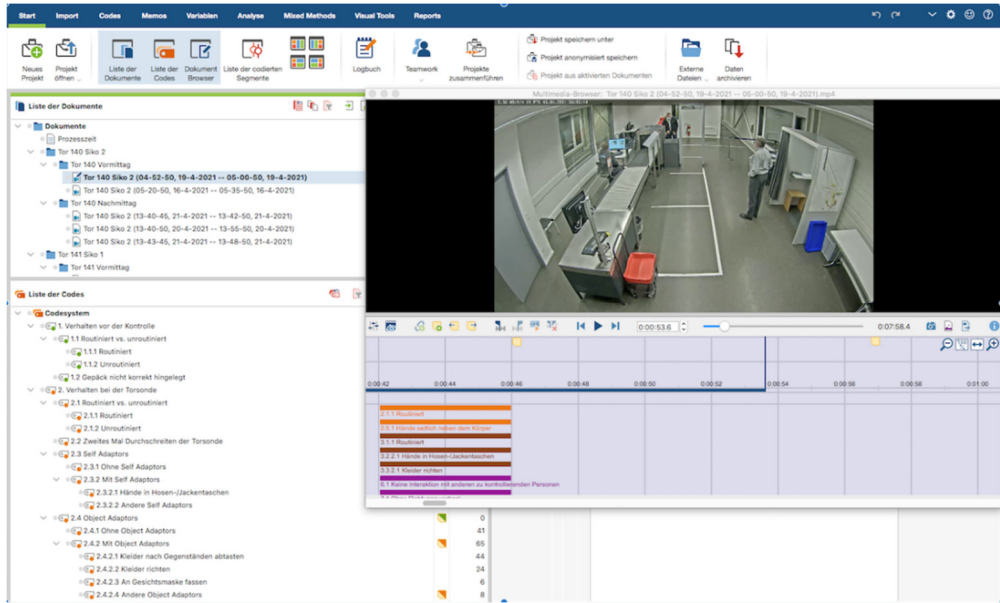 Start Import Codes Memos Variablen Analyse Mixed Methods Visual Tools Reports
Neues Projekt
Projekt öffnen ...
Liste der Dokumente
Liste der Codes
Dokument Browser
Liste der codierten Segmente
Logbuch
Teamwork
Projekte zusammenführen
Projekt speichern unter
Projekt anonymisiert speichern
Projekt aus aktivierten Dokumenten
Externe Dateien ...
Daten archivieren
Liste der Dokumente
Dokumente
Prozesszeit
Tor 140 Siko 2
Tor 140 Vormittag
Tor 140 Siko 2 (04-52-50, 19-4-2021 -- 05-00-50, 19-4-2021)
Tor 140 Siko 2 (05-20-50, 16-4-2021 -- 05-35-50, 16-4-2021)
Tor 140 Nachmittag
Tor 140 Siko 2 (13-40-45, 21-4-2021 -- 13-42-50, 21-4-2021)
Tor 140 Siko 2 (13-40-50, 20-4-2021 -- 13-55-50, 20-4-2021)
Tor 140 Siko 2 (13-43-45, 21-4-2021 -- 13-48-50, 21-4-2021)
Tor 141 Siko 1
Tor 141 Vormittag
Liste der Codes
Codesystem
1. Verhalten vor der Kontrolle
1.1 Routiniert vs. unroutiniert
1.1.1 Routiniert
1.1.2 Unroutiniert
1.2 Gepäck nicht korrekt hingelegt
2. Verhalten bei der Torsonde
2.1 Routiniert vs. unroutiniert
2.1.1 Routiniert
2.1.2 Unroutiniert
2.2 Zweites Mal Durchschreiten der Torsonde
2.3 Self Adaptors
2.3.1 Ohne Self Adaptors
2.3.2 Mit Self Adaptors
2.3.2.1 Hände in Hosen-/Jackentaschen
2.3.2.2 Andere Self Adaptors
2.4 Object Adaptors 0
2.4.1 Ohne Object Adaptors 41
2.4.2 Mit Object Adaptors 65
2.4.2.1 Kleider nach Gegenständen abtasten 44
2.4.2.2 Kleider richten 24
2.4.2.3 An Gesichtsmaske fassen 6
2.4.2.4 Andere Object Adaptors 8
Multimedia-Browser: Tor 140 Siko 2 (04-52-50, 19-4-2021 -- 05-00-50, 19-4-2021).mp4
0:00:53.6 0:07:58.4
0:00:42 0:00:44 0:00:46 0:00:48 0:00:50 0:00:52 0:00:54 0:00:56 0:00:58 0:01:00
2.1.1 Routiniert
2.5.1 Hände seitlich neben dem Körper
3.1.1 Routiniert
3.2.2.1 Hände in Hosen-/Jackentaschen
3.3.2.1 Kleider richten
6.1 Keine Interaktion mit anderen zu kontrollierenden Personen